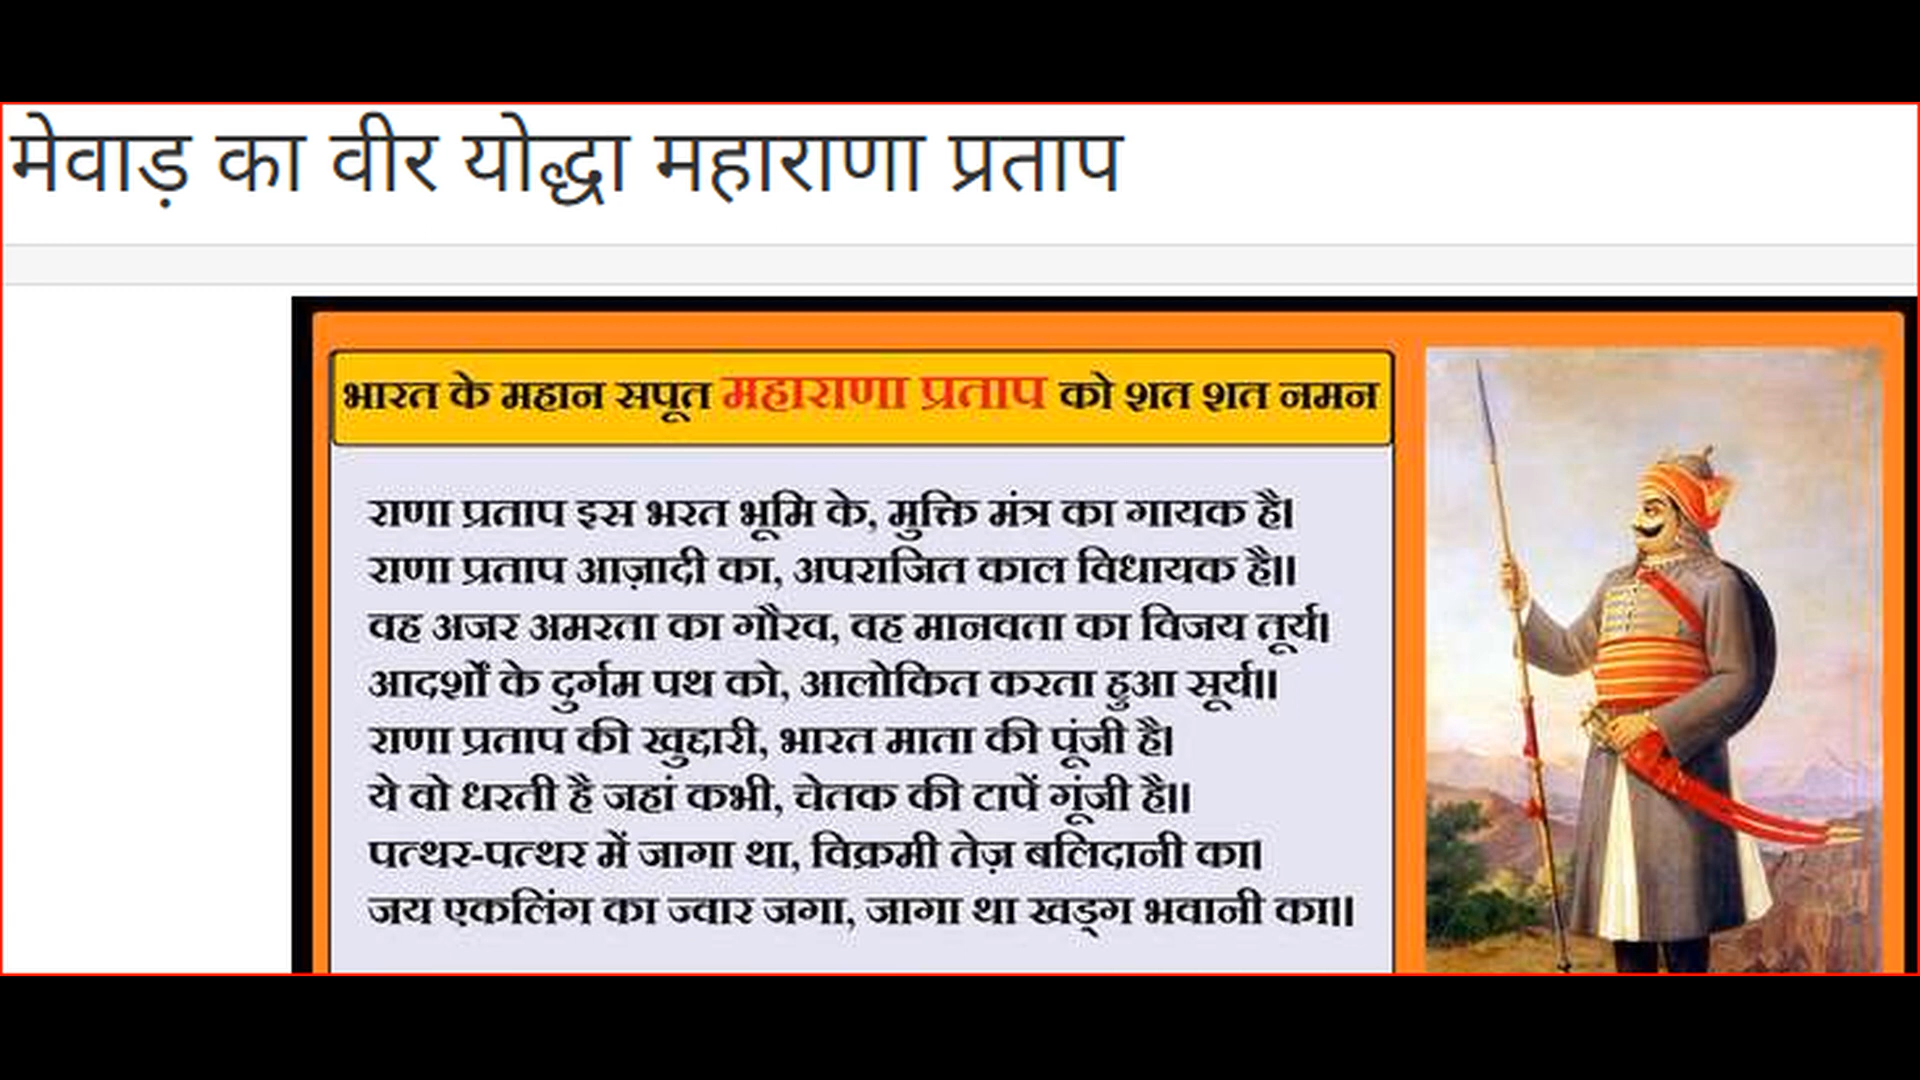 मेवाड़ का वीर योद्धा महाराणा प्रताप
भारत के महान सपूत महाराणा प्रताप को शत शत नमन
राणा प्रताप इस भरत भूमि के, मुक्ति मंत्र का गायक है।
राणा प्रताप आज़ादी का, अपराजित काल विधायक है।।
वह अजर अमरता का गौरव, वह मानवता का विजय तूर्य।
आदर्शों के दुर्गम पथ को, आलोकित करता हुआ सूर्य।।
राणा प्रताप की खुद्दारी, भारत माता की पूंजी है।
ये वो धरती है जहां कभी, चेतक की टापें गूंजी है।।
पत्थर-पत्थर में जागा था, विक्रमी तेज़ बलिदानी का।
जय एकलिंग का ज्वार जगा, जागा था खड्ग भवानी का।।